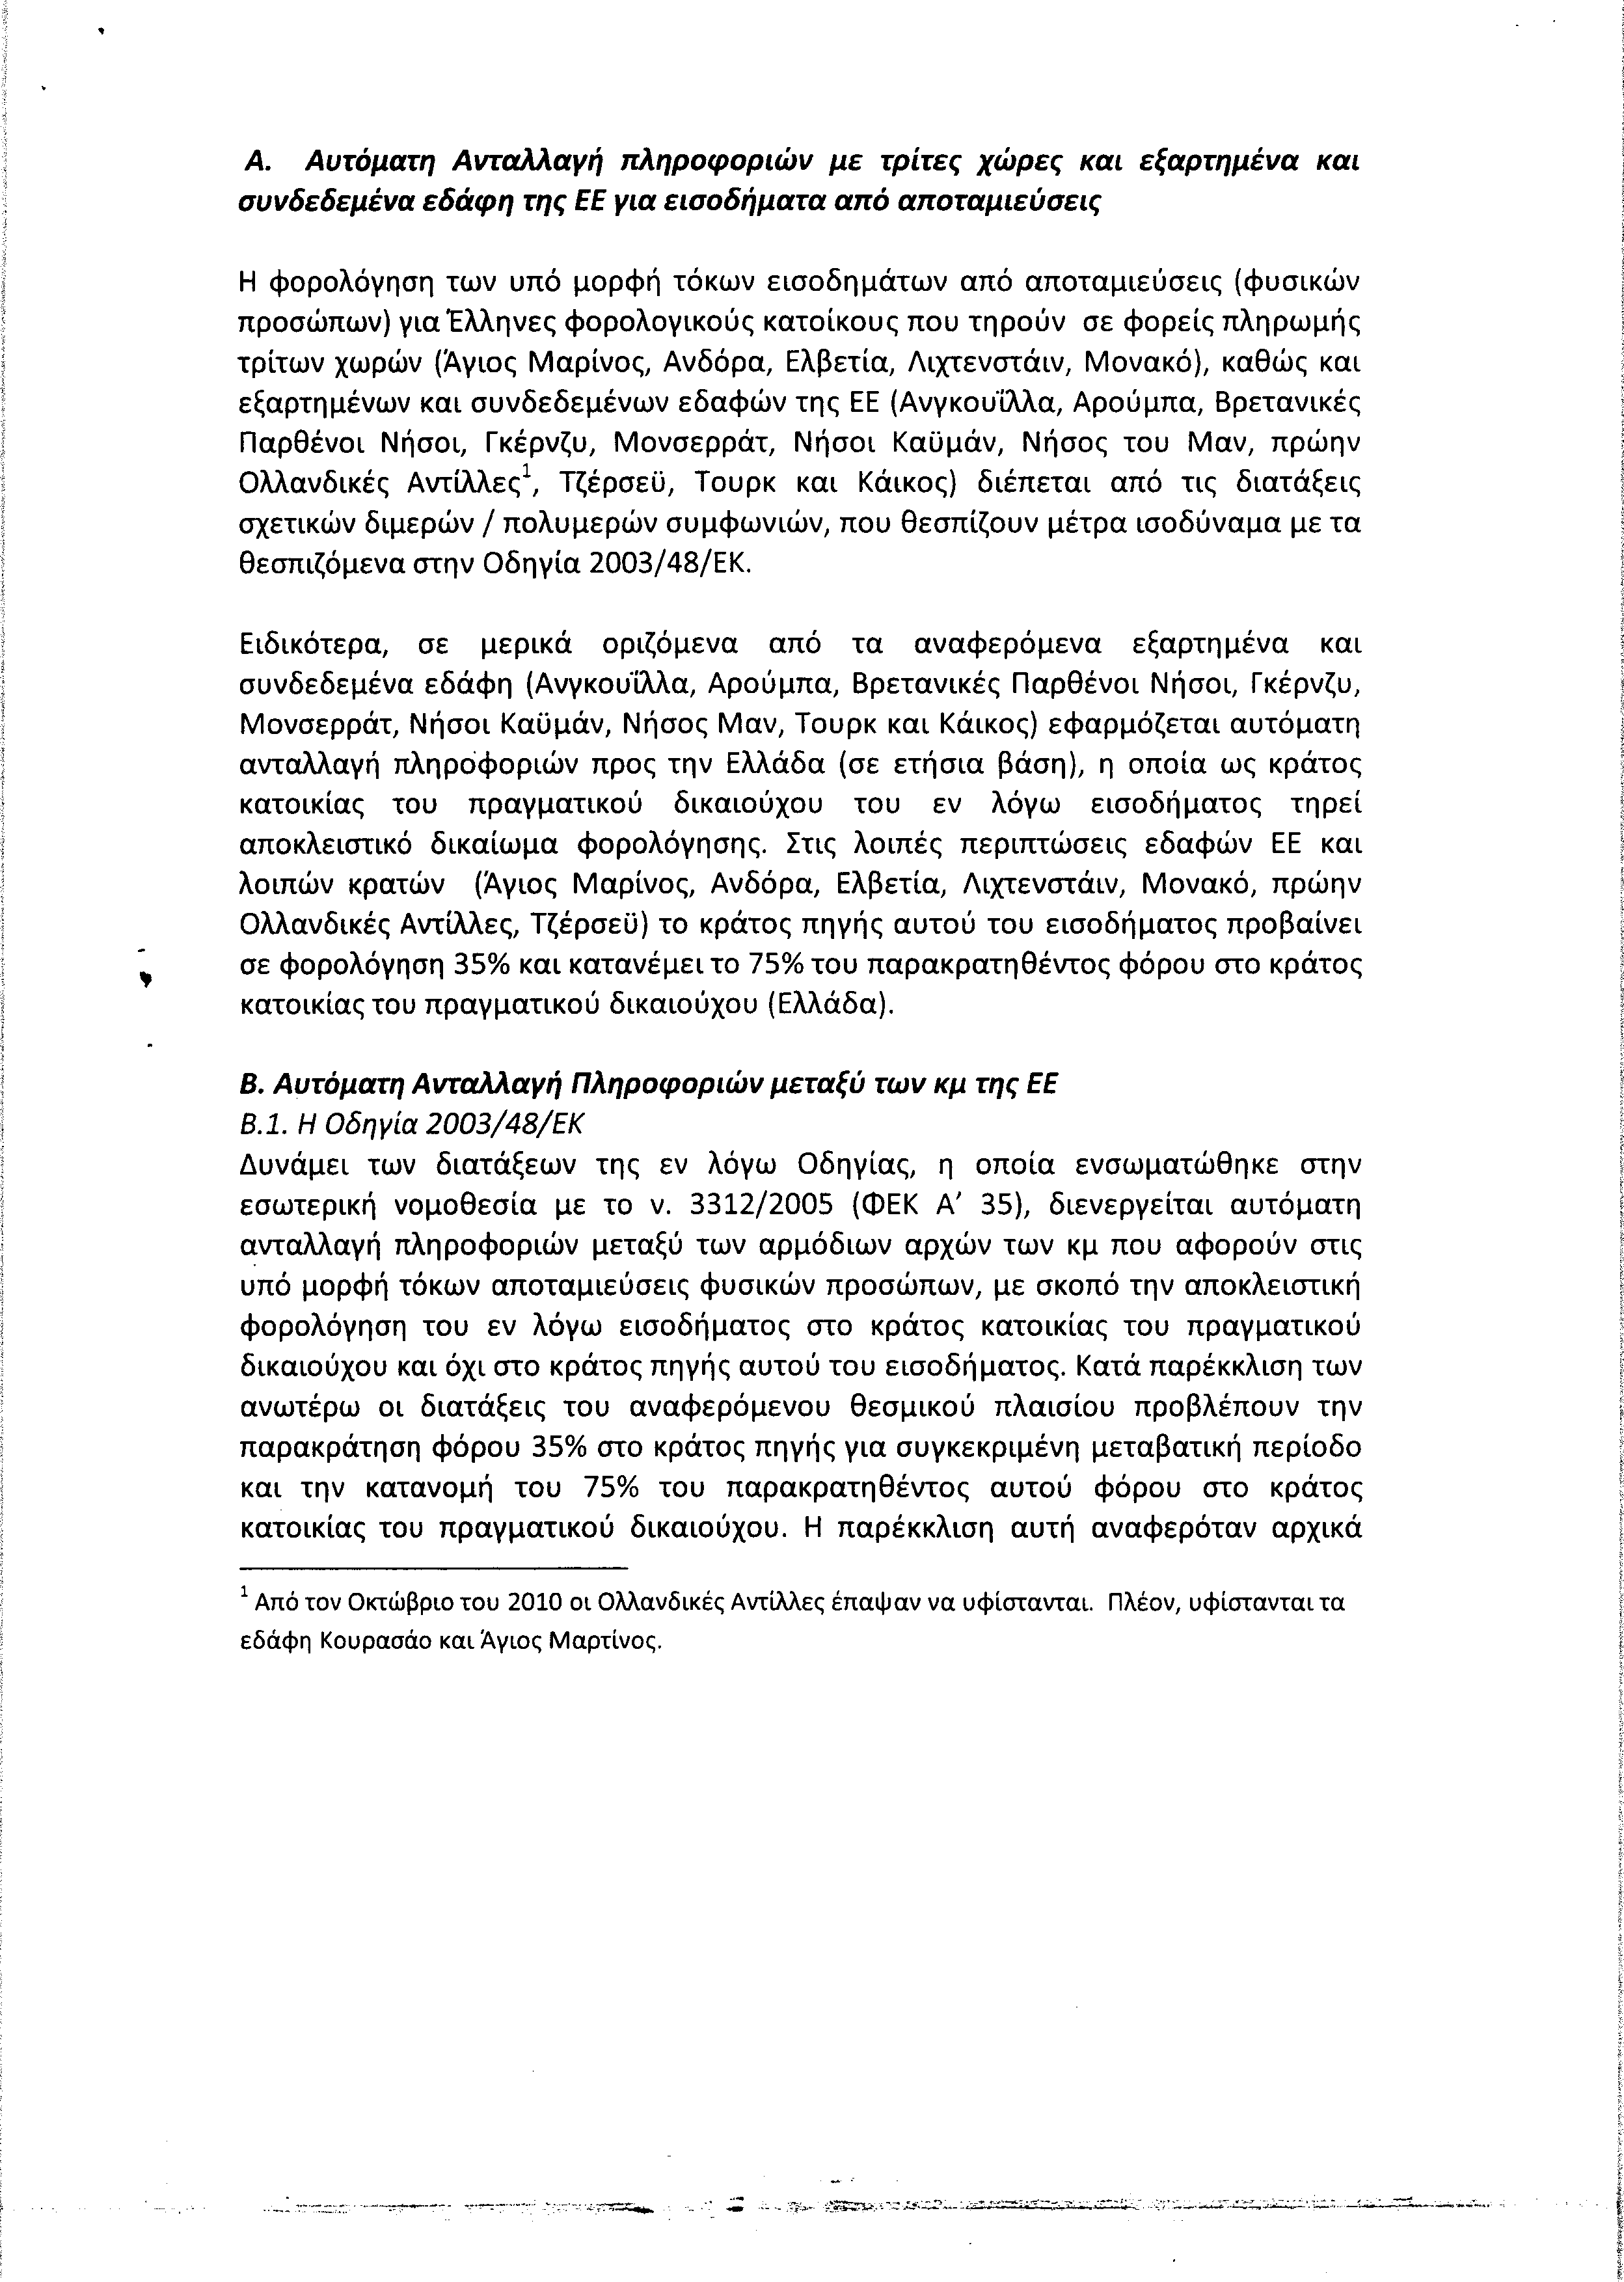 Α. Αυτόματη Ανταλλαγή πληροφοριών με τρίτες χώρες και εξαρτημένα και
συνδεδεμένα εδάφη της ΕΕ για εισοδήματα από αποταμιεύσεις
Η φορολόγηση των υπό μορφή τόκων εισοδημάτων από αποταμιεύσεις (φυσικών
προσώπων) για Έλληνες φορολογικούς κατοίκους που τηρούν σε φορείς πληρωμής
τρίτων χωρών (Άγιος Μαρίνος, Ανδόρα, Ελβετία, Λιχτενστάιν, Μονακό), καθώς και
εξαρτημένων και συνδεδεμένων εδαφών της ΕΕ (Ανγκουΐλλα, Αρούμπα, Βρετανικές
Παρθένοι Νήσοι, Γκέρνζυ, Μονσερράτ, Νήσοι Καϋμάν, Νήσος του Μαν, πρώην
Ολλανδικές Αντίλλες¹, Τζέρσεϋ, Τουρκ και Κάικος) διέπεται από τις διατάξεις
σχετικών διμερών / πολυμερών συμφωνιών, που θεσπίζουν μέτρα ισοδύναμα με τα
θεσπιζόμενα στην Οδηγία 2003/48/ΕΚ.
Ειδικότερα, σε μερικά οριζόμενα από τα αναφερόμενα εξαρτημένα και
συνδεδεμένα εδάφη (Ανγκουΐλλα, Αρούμπα, Βρετανικές Παρθένοι Νήσοι, Γκέρνζυ,
Μονσερράτ, Νήσοι Καϋμάν, Νήσος Μαν, Τουρκ και Κάικος) εφαρμόζεται αυτόματη
ανταλλαγή πληροφοριών προς την Ελλάδα (σε ετήσια βάση), η οποία ως κράτος
κατοικίας του πραγματικού δικαιούχου του εν λόγω εισοδήματος τηρεί
αποκλειστικό δικαίωμα φορολόγησης. Στις λοιπές περιπτώσεις εδαφών ΕΕ και
λοιπών κρατών (Άγιος Μαρίνος, Ανδόρα, Ελβετία, Λιχτενστάιν, Μονακό, πρώην
Ολλανδικές Αντίλλες, Τζέρσεϋ) το κράτος πηγής αυτού του εισοδήματος προβαίνει
σε φορολόγηση 35% και κατανέμει το 75% του παρακρατηθέντος φόρου στο κράτος
κατοικίας του πραγματικού δικαιούχου (Ελλάδα).
Β. Αυτόματη Ανταλλαγή Πληροφοριών μεταξύ των κμ της ΕΕ
Β.1. Η Οδηγία 2003/48/ΕΚ
Δυνάμει των διατάξεων της εν λόγω Οδηγίας, η οποία ενσωματώθηκε στην
εσωτερική νομοθεσία με το ν. 3312/2005 (ΦΕΚ Α' 35), διενεργείται αυτόματη
ανταλλαγή πληροφοριών μεταξύ των αρμόδιων αρχών των κμ που αφορούν στις
υπό μορφή τόκων αποταμιεύσεις φυσικών προσώπων, με σκοπό την αποκλειστική
φορολόγηση του εν λόγω εισοδήματος στο κράτος κατοικίας του πραγματικού
δικαιούχου και όχι στο κράτος πηγής αυτού του εισοδήματος. Κατά παρέκκλιση των
ανωτέρω οι διατάξεις του αναφερόμενου θεσμικού πλαισίου προβλέπουν την
παρακράτηση φόρου 35% στο κράτος πηγής για συγκεκριμένη μεταβατική περίοδο
και την κατανομή του 75% του παρακρατηθέντος αυτού φόρου στο κράτος
κατοικίας του πραγματικού δικαιούχου. Η παρέκκλιση αυτή αναφερόταν αρχικά
¹ Από τον Οκτώβριο του 2010 οι Ολλανδικές Αντίλλες έπαψαν να υφίστανται. Πλέον, υφίστανται τα
εδάφη Κουρασάο και Άγιος Μαρτίνος.